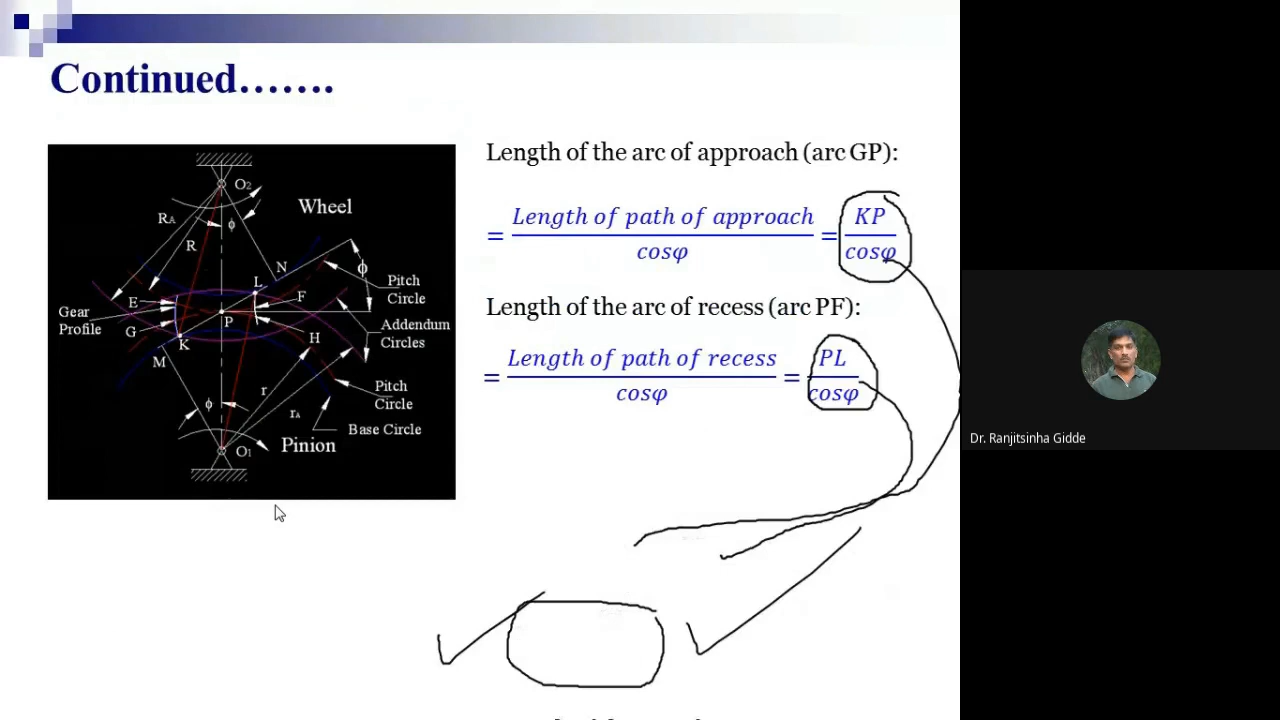 Continued…….
Length of the arc of approach (arc GP):
= Length of path of approach / cosφ = KP / cosφ
Length of the arc of recess (arc PF):
= Length of path of recess / cosφ = PL / cosφ
O2
Wheel
RA
ϕ
R
N
ϕ
L
Pitch
Circle
E
F
Gear
Profile
G
P
Addendum
Circles
K
H
M
Pitch
Circle
r
ϕ
rA
Base Circle
O1
Pinion
Dr. Ranjitsinha Gidde